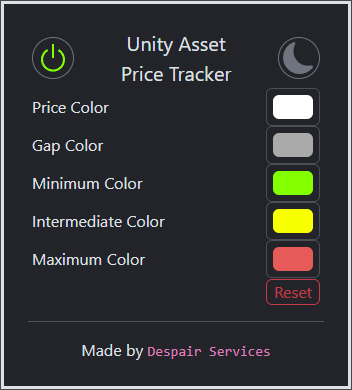 Unity Asset
Price Tracker
Price Color
Gap Color
Minimum Color
Intermediate Color
Maximum Color
Reset
Made by Despair Services